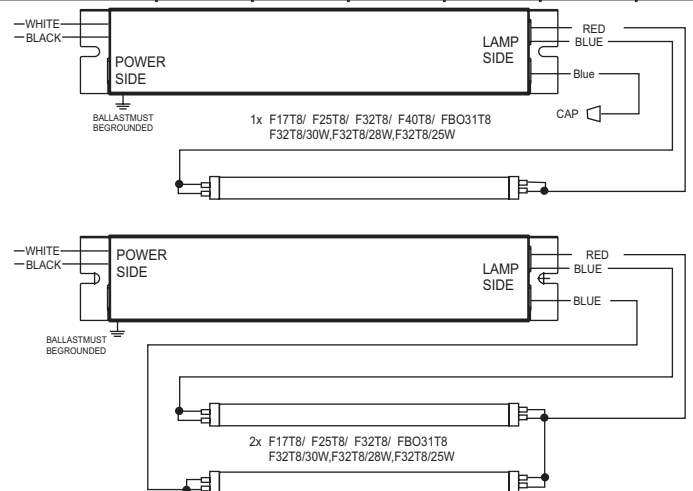 WHITE
BLACK
POWER
SIDE
LAMP
SIDE
RED
BLUE
Blue
CAP
BALLASTMUST
BEGROUNDED
1x F17T8/ F25T8/ F32T8/ F40T8/ FBO31T8
F32T8/30W,F32T8/28W,F32T8/25W
WHITE
BLACK
POWER
SIDE
LAMP
SIDE
RED
BLUE
BLUE
BALLASTMUST
BEGROUNDED
2x F17T8/ F25T8/ F32T8/ FBO31T8
F32T8/30W,F32T8/28W,F32T8/25W